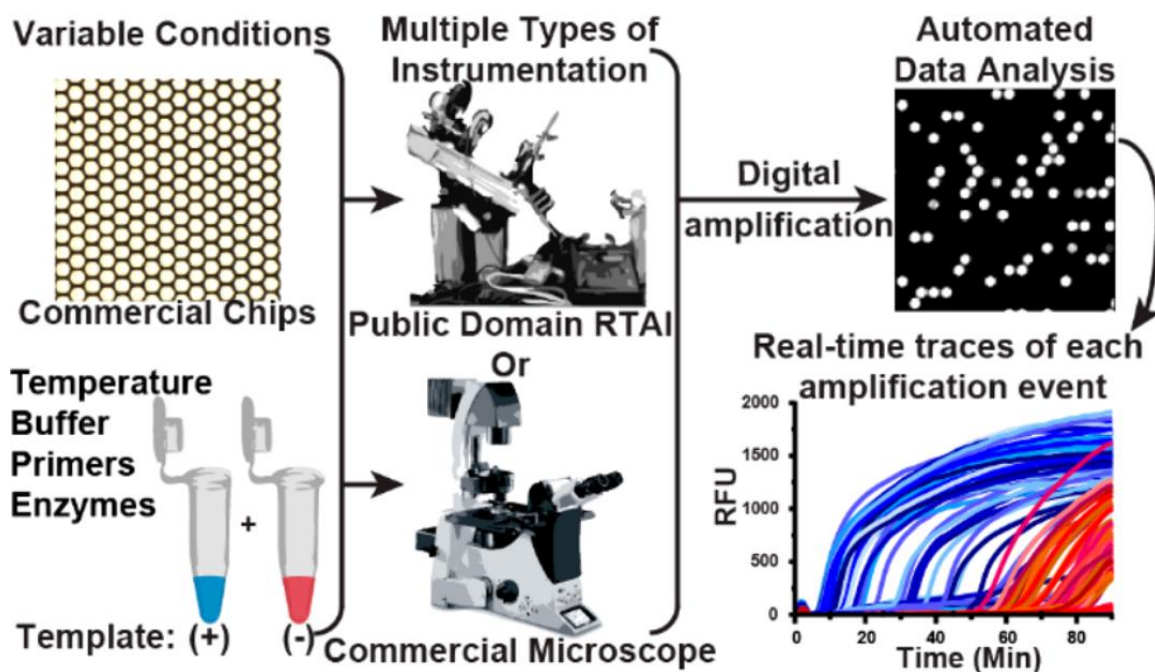 Variable Conditions
Commercial Chips
Temperature
Buffer
Primers
Enzymes
+
Template: (+) (-)
Multiple Types of
Instrumentation
Public Domain RTAI
Or
Commercial Microscope
Digital
amplification
Automated
Data Analysis
Real-time traces of each
amplification event
RFU
2000
1500
1000
500
0
0 20 40 60 80
Time (Min)